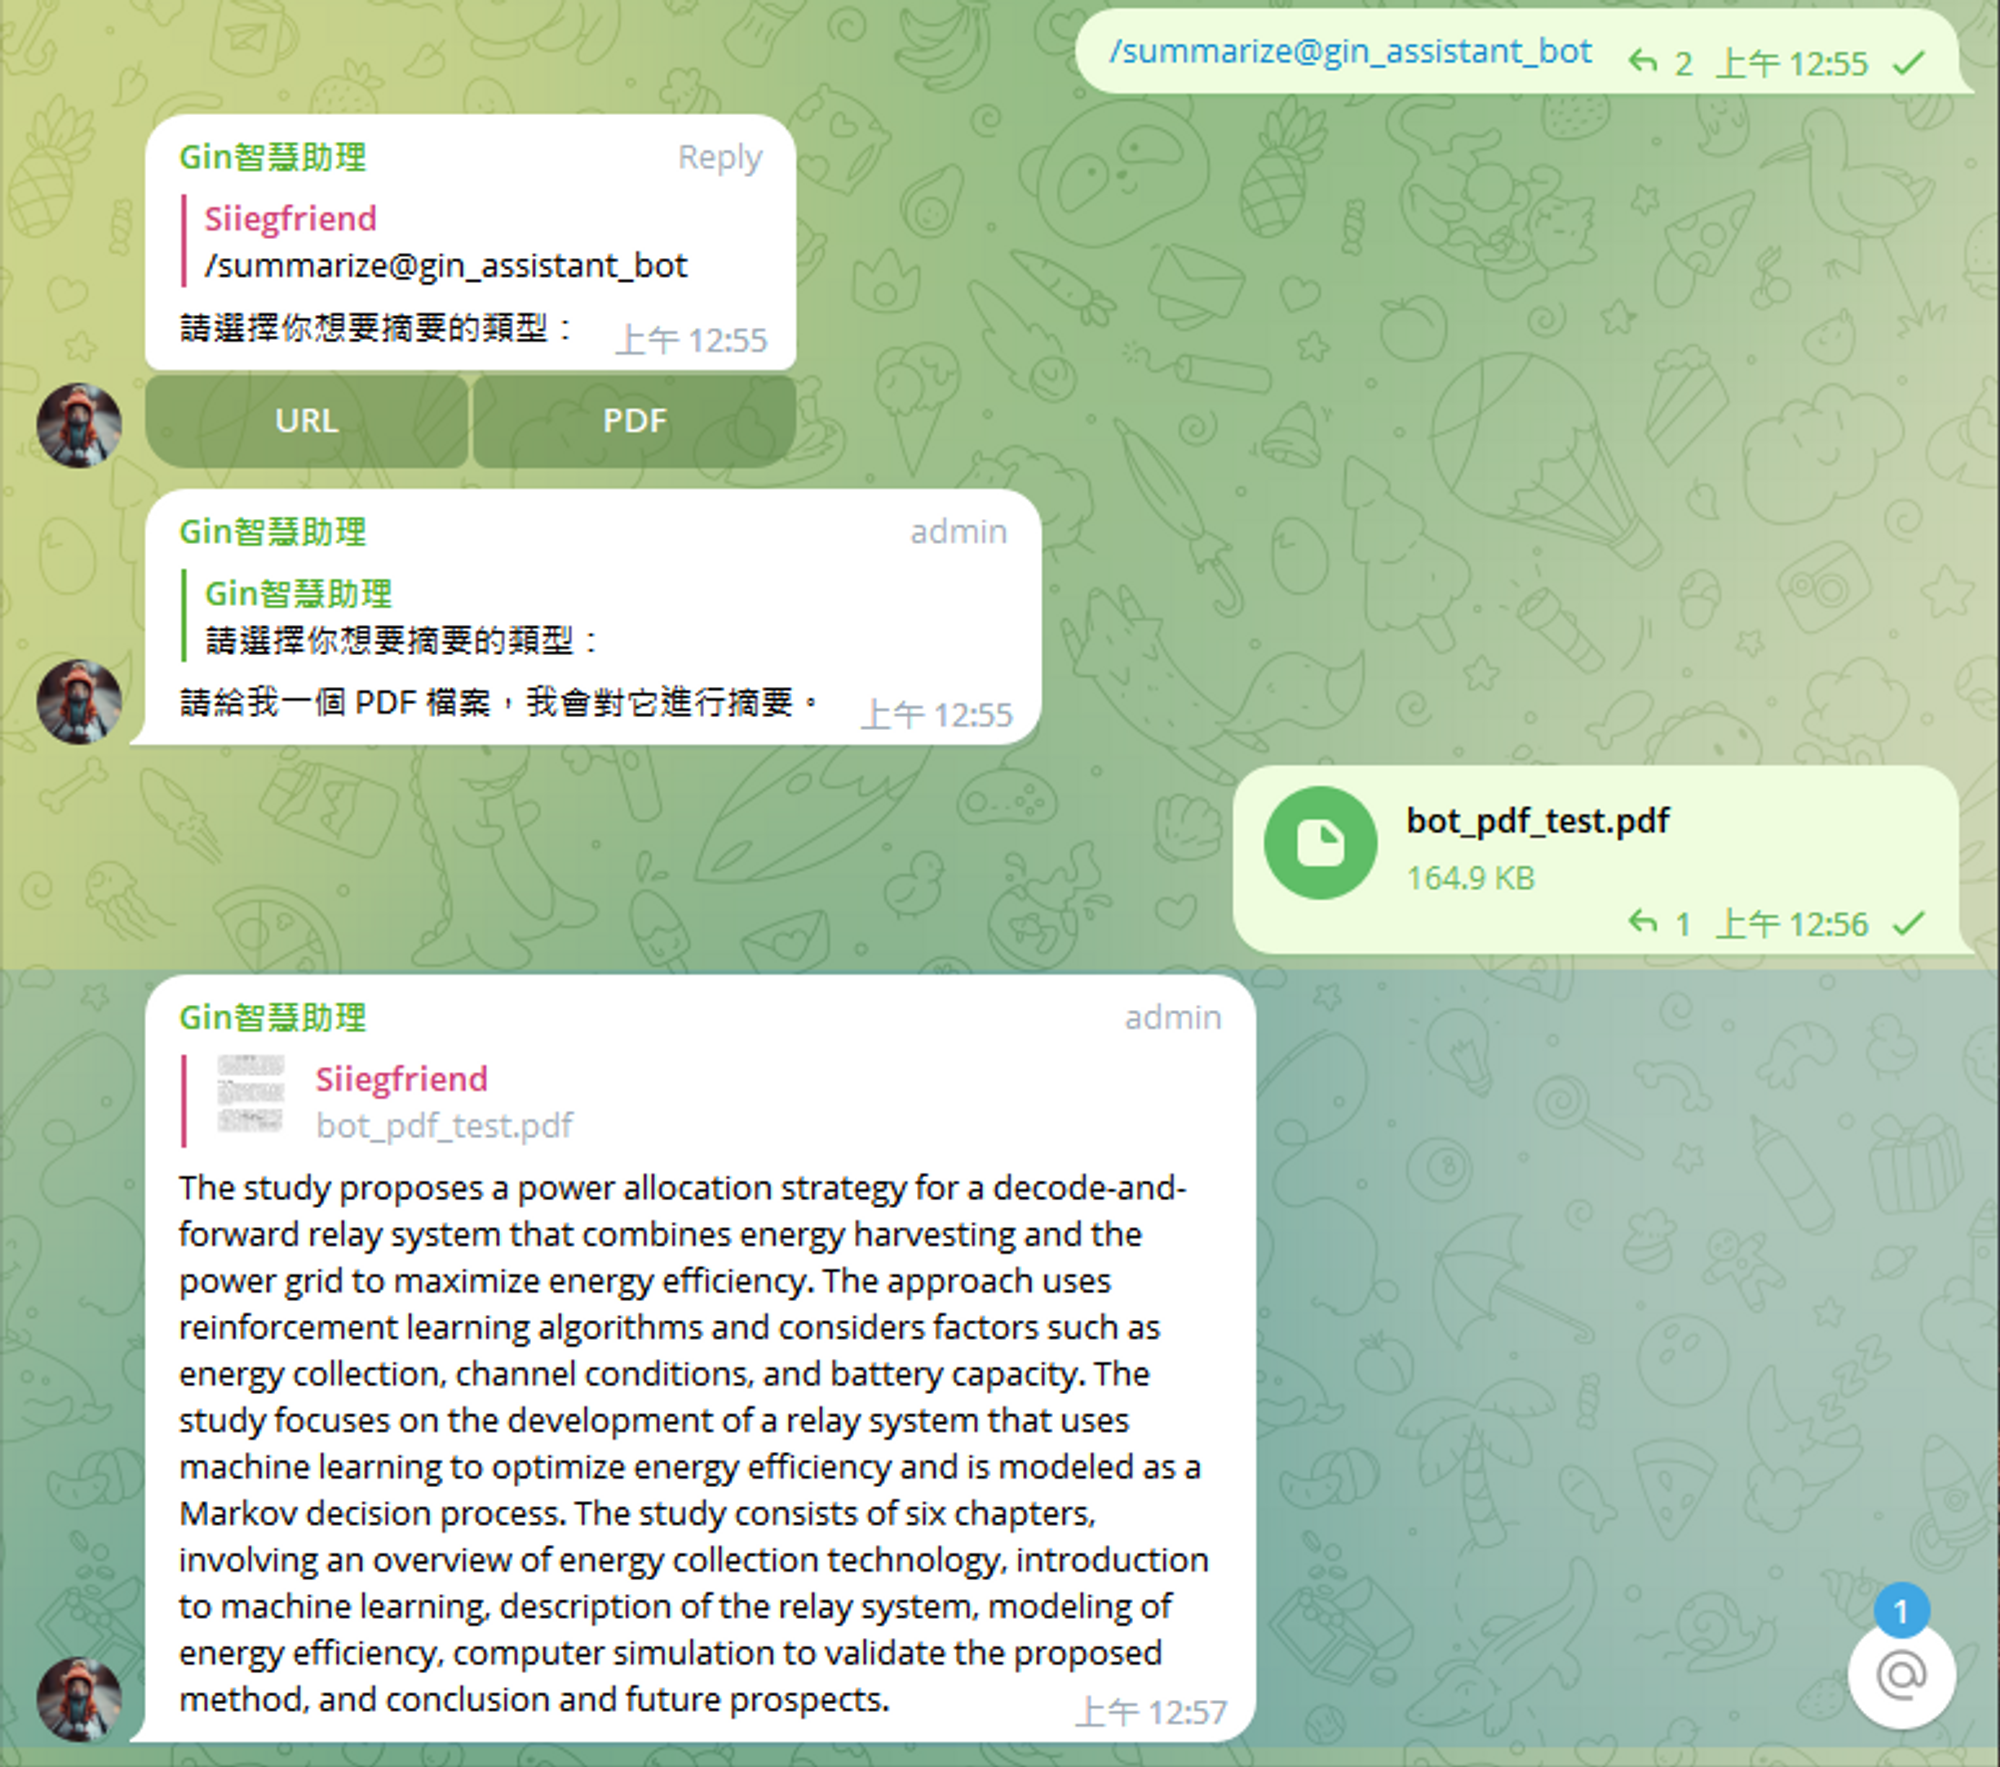 /summarize@gin_assistant_bot 2 上午 12:55
Gin智慧助理 Reply
Siiegfriend
/summarize@gin_assistant_bot
請選擇你想要摘要的類型： 上午 12:55
URL PDF
Gin智慧助理 admin
Gin智慧助理
請選擇你想要摘要的類型：
請給我一個 PDF 檔案，我會對它進行摘要。 上午 12:55
bot_pdf_test.pdf
164.9 KB
1 上午 12:56
Gin智慧助理 admin
Siiegfriend
bot_pdf_test.pdf
The study proposes a power allocation strategy for a decode-and-
forward relay system that combines energy harvesting and the
power grid to maximize energy efficiency. The approach uses
reinforcement learning algorithms and considers factors such as
energy collection, channel conditions, and battery capacity. The
study focuses on the development of a relay system that uses
machine learning to optimize energy efficiency and is modeled as a
Markov decision process. The study consists of six chapters,
involving an overview of energy collection technology, introduction
to machine learning, description of the relay system, modeling of
energy efficiency, computer simulation to validate the proposed
method, and conclusion and future prospects. 上午 12:57
1
@